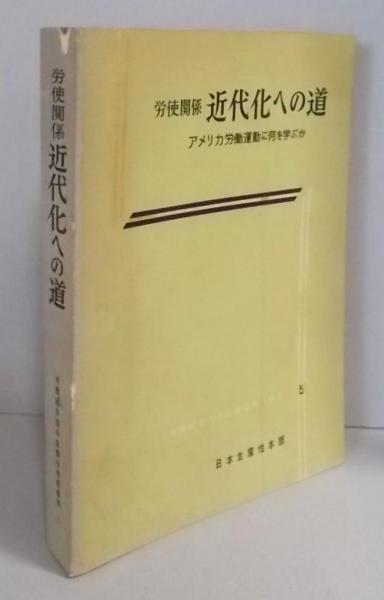 労使関係 近代化への道
アメリカ労働運動に何を学ぶか
5
日本生産性本部
労使関係 近代化への道